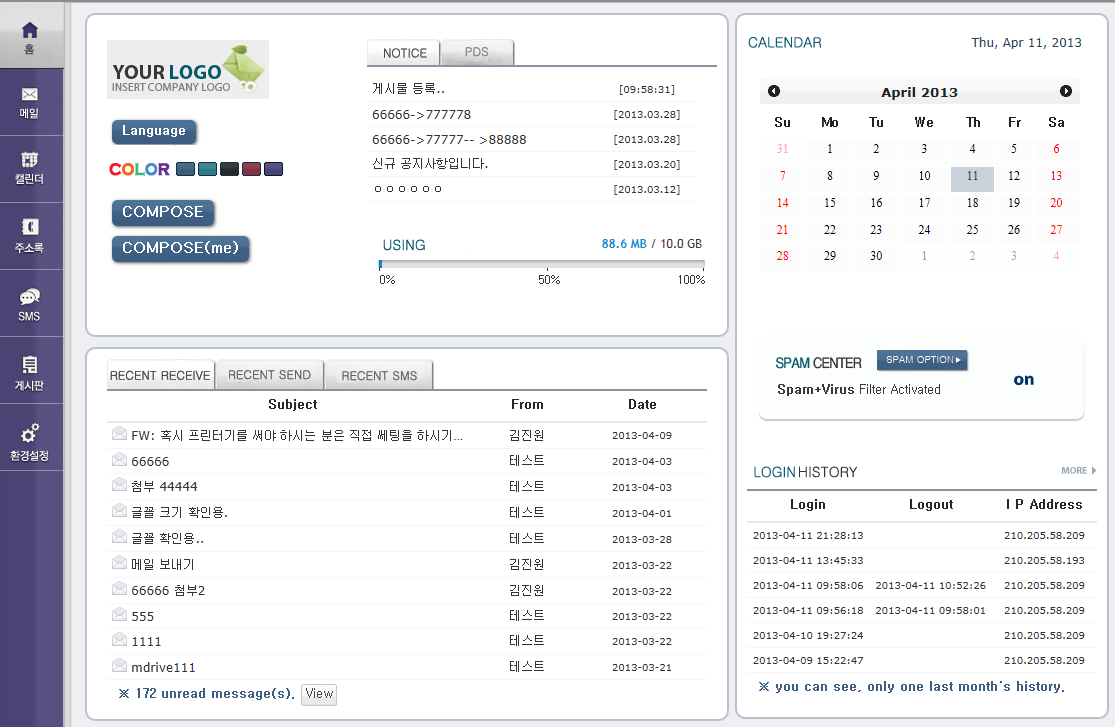 홈
메일
캘린더
주소록
SMS
게시판
환경설정
YOUR LOGO
INSERT COMPANY LOGO
Language
COLOR
COMPOSE
COMPOSE(me)
NOTICE PDS
게시물 등록.. [09:58:31]
66666->777778 [2013.03.28]
66666->77777-- >88888 [2013.03.28]
신규 공지사항입니다. [2013.03.20]
ㅇㅇㅇㅇㅇㅇ [2013.03.12]
USING 88.6 MB / 10.0 GB
0% 50% 100%
RECENT RECEIVE RECENT SEND RECENT SMS
Subject From Date
FW: 혹시 프린터기를 써야 하시는 분은 직접 쎄팅을 하시기... 김진원 2013-04-09
66666 테스트 2013-04-03
첨부 44444 테스트 2013-04-03
글꼴 크기 확인용. 테스트 2013-04-01
글꼴 확인용.. 테스트 2013-03-28
메일 보내기 김진원 2013-03-22
66666 첨부2 김진원 2013-03-22
555 테스트 2013-03-22
1111 테스트 2013-03-22
mdrive111 테스트 2013-03-21
※ 172 unread message(s). View
CALENDAR Thu, Apr 11, 2013
April 2013
Su Mo Tu We Th Fr Sa
31 1 2 3 4 5 6
7 8 9 10 11 12 13
14 15 16 17 18 19 20
21 22 23 24 25 26 27
28 29 30 1 2 3 4
SPAM CENTER SPAM OPTION▶
Spam+Virus Filter Activated on
LOGIN HISTORY MORE
Login Logout I P Address
2013-04-11 21:28:13 210.205.58.209
2013-04-11 13:45:33 210.205.58.193
2013-04-11 09:58:06 2013-04-11 10:52:26 210.205.58.209
2013-04-11 09:56:18 2013-04-11 09:58:01 210.205.58.209
2013-04-10 19:27:24 210.205.58.209
2013-04-09 15:22:47 210.205.58.209
※ you can see, only one last month's history.